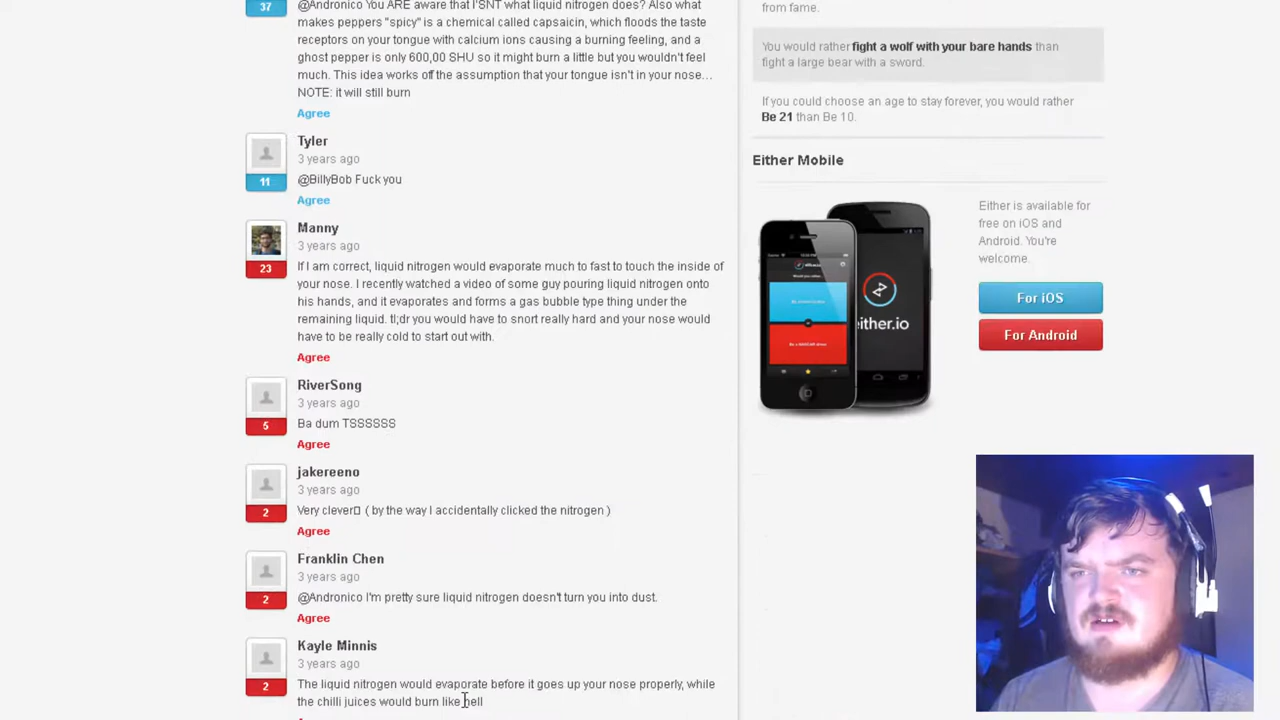 37
@Andronico You ARE aware that I'SNT what liquid nitrogen does? Also what
makes peppers "spicy" is a chemical called capsaicin, which floods the taste
receptors on your tongue with calcium ions causing a burning feeling, and a
ghost pepper is only 600,00 SHU so it might burn a little but you wouldn't feel
much. This idea works off the assumption that your tongue isn't in your nose...
NOTE: it will still burn
Agree
Tyler
3 years ago
11
@BillyBob Fuck you
Agree
Manny
3 years ago
23
If I am correct, liquid nitrogen would evaporate much to fast to touch the inside of
your nose. I recently watched a video of some guy pouring liquid nitrogen onto
his hands, and it evaporates and forms a gas bubble type thing under the
remaining liquid. tl;dr you would have to snort really hard and your nose would
have to be really cold to start out with.
Agree
RiverSong
3 years ago
5
Ba dum TSSSSSS
Agree
jakereeno
3 years ago
2
Very clever ( by the way I accidentally clicked the nitrogen )
Agree
Franklin Chen
3 years ago
2
@Andronico I'm pretty sure liquid nitrogen doesn't turn you into dust.
Agree
Kayle Minnis
3 years ago
2
The liquid nitrogen would evaporate before it goes up your nose properly, while
the chilli juices would burn like hell
from fame.
You would rather fight a wolf with your bare hands than
fight a large bear with a sword.
If you could choose an age to stay forever, you would rather
Be 21 than Be 10.
Either Mobile
either.io
Either is available for
free on iOS and
Android. You're
welcome.
For iOS
For Android